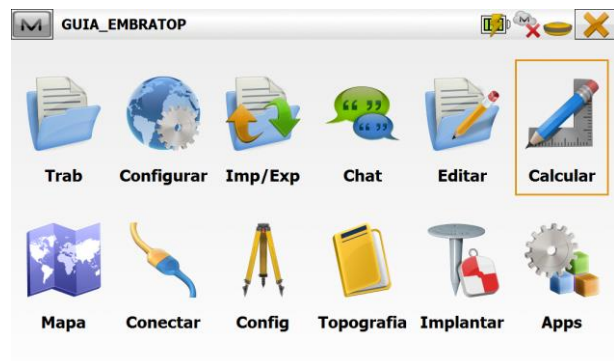 GUIA_EMBRATOP
Trab Configurar Imp/Exp Chat Editar Calcular
Mapa Conectar Config Topografia Implantar Apps